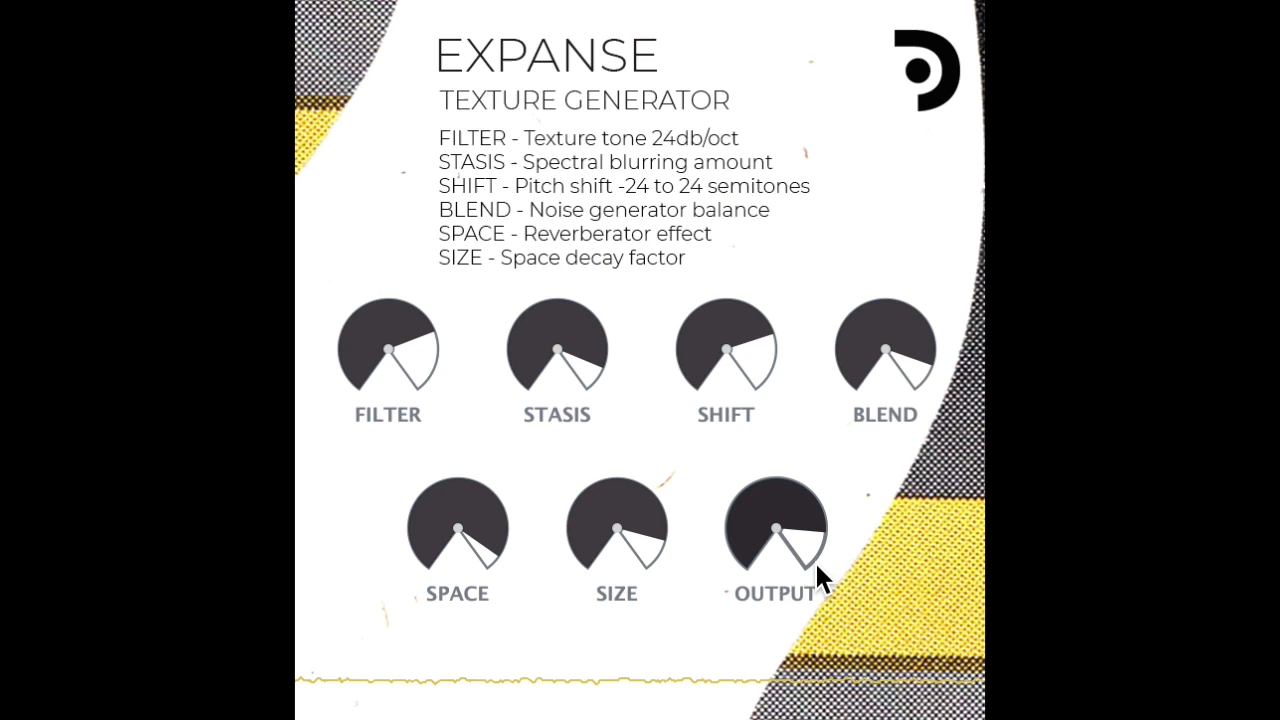 EXPANSE
TEXTURE GENERATOR
FILTER - Texture tone 24db/oct
STASIS - Spectral blurring amount
SHIFT - Pitch shift -24 to 24 semitones
BLEND - Noise generator balance
SPACE - Reverberator effect
SIZE - Space decay factor
FILTER STASIS SHIFT BLEND
SPACE SIZE OUTPUT